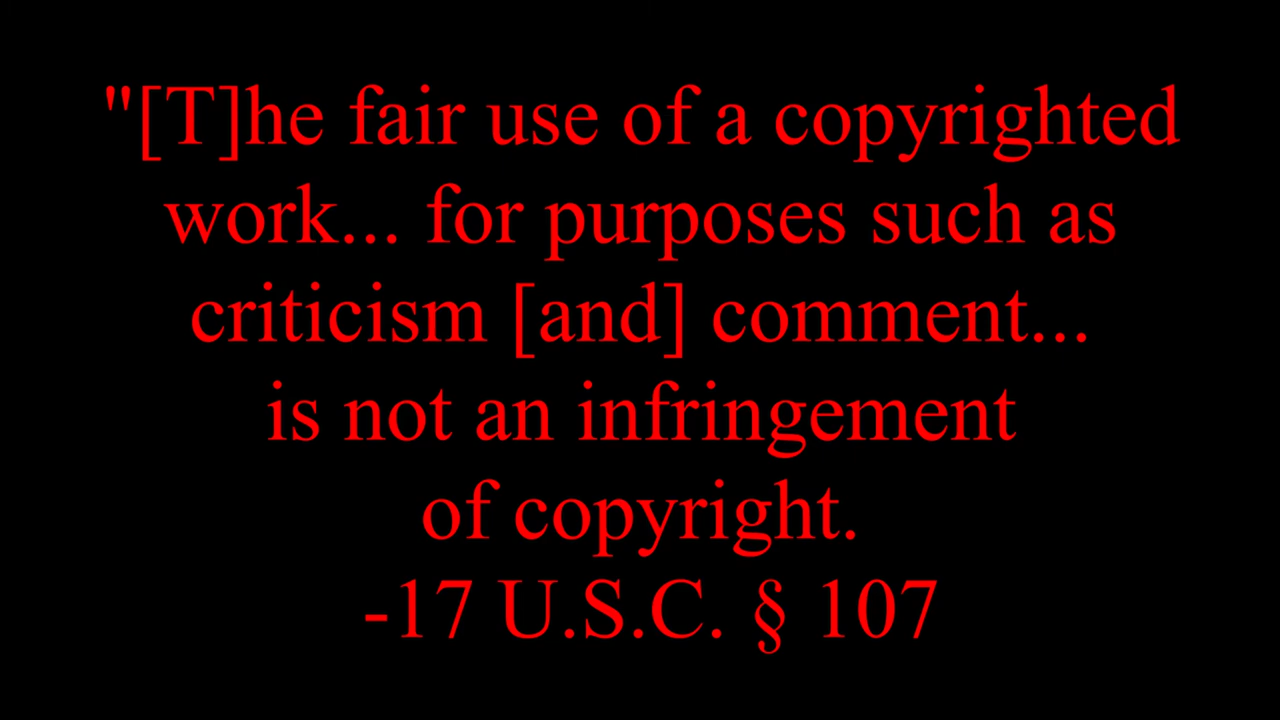 "[T]he fair use of a copyrighted
work... for purposes such as
criticism [and] comment...
is not an infringement
of copyright.
-17 U.S.C. § 107